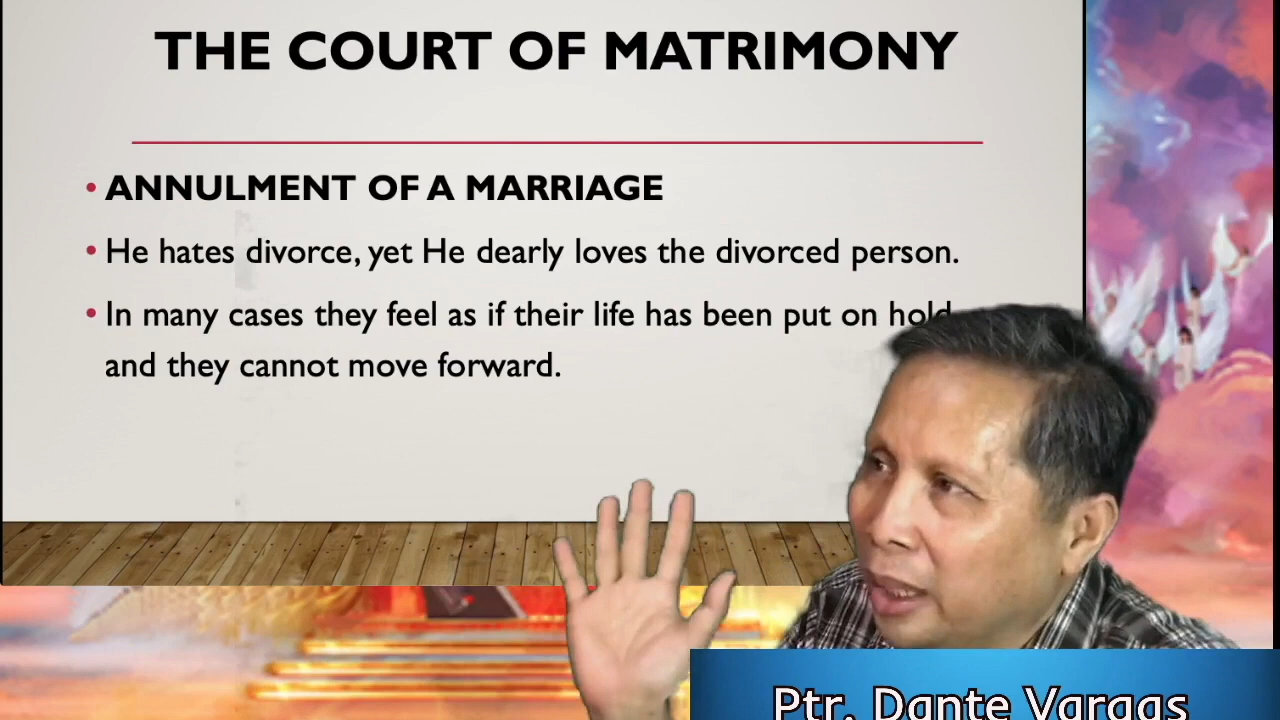 THE COURT OF MATRIMONY
• ANNULMENT OF A MARRIAGE
• He hates divorce, yet He dearly loves the divorced person.
• In many cases they feel as if their life has been put on hold
and they cannot move forward.
Ptr. Dante Vargas